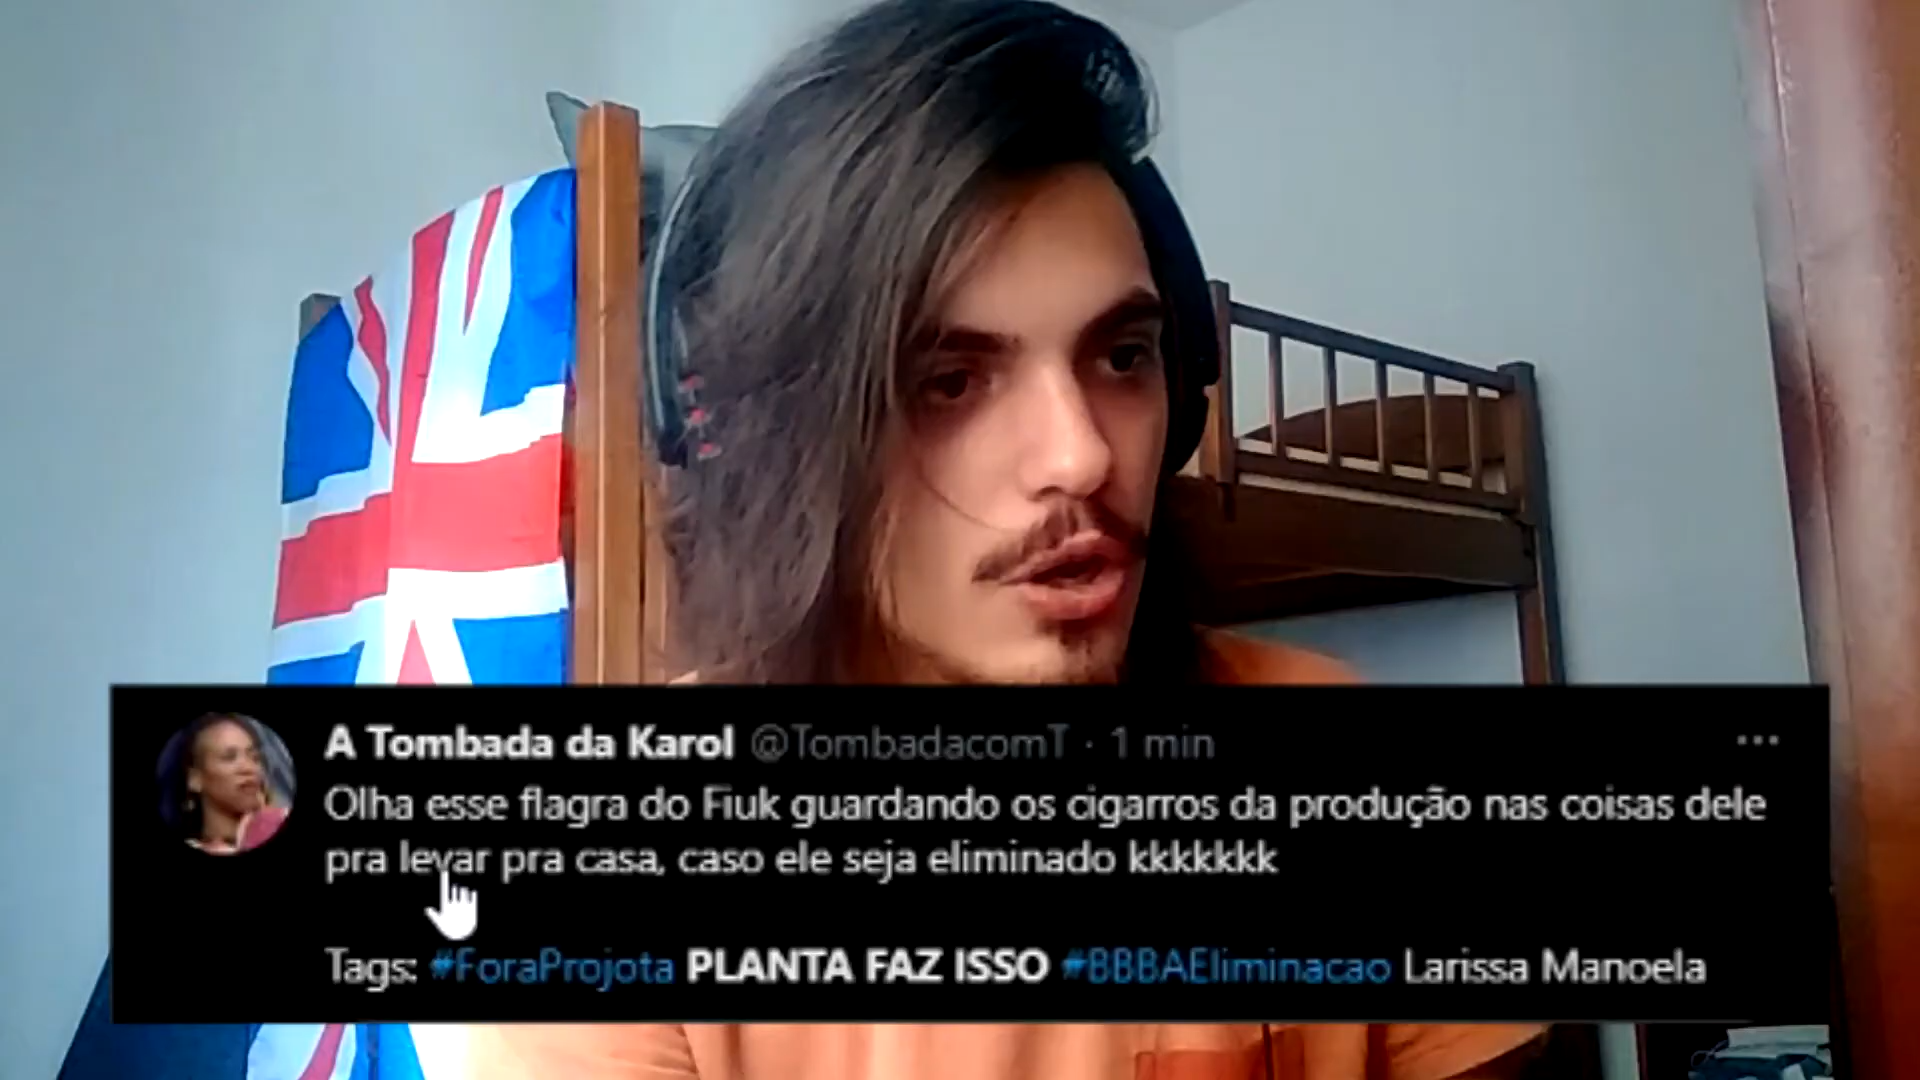 A Tombada da Karol @TombadacomT · 1 min
Olha esse flagra do Fiuk guardando os cigarros da produção nas coisas dele
pra levar pra casa, caso ele seja eliminado kkkkkkk
Tags: #ForaProjota PLANTA FAZ ISSO #BBBAEliminacao Larissa Manoela